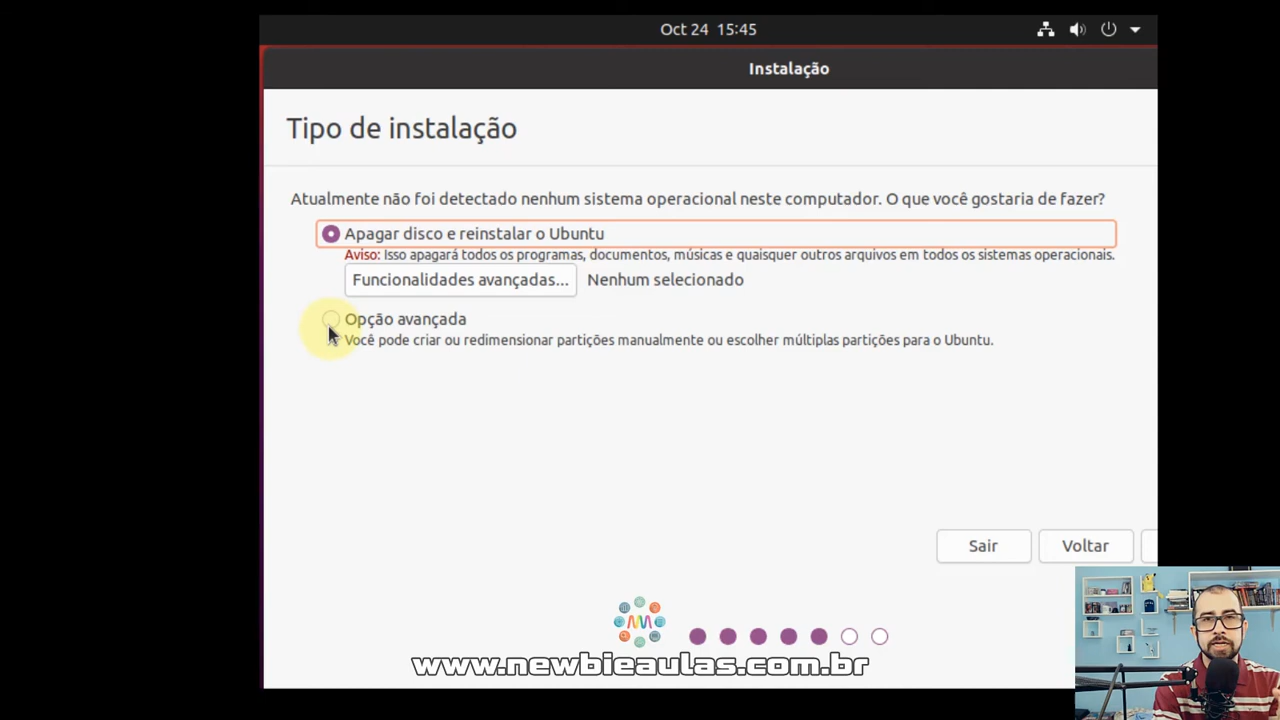 Oct 24 15:45
Instalação
Tipo de instalação
Atualmente não foi detectado nenhum sistema operacional neste computador. O que você gostaria de fazer?
Apagar disco e reinstalar o Ubuntu
Aviso: Isso apagará todos os programas, documentos, músicas e quaisquer outros arquivos em todos os sistemas operacionais.
Funcionalidades avançadas... Nenhum selecionado
Opção avançada
Você pode criar ou redimensionar partições manualmente ou escolher múltiplas partições para o Ubuntu.
Sair Voltar
www.newbieaulas.com.br